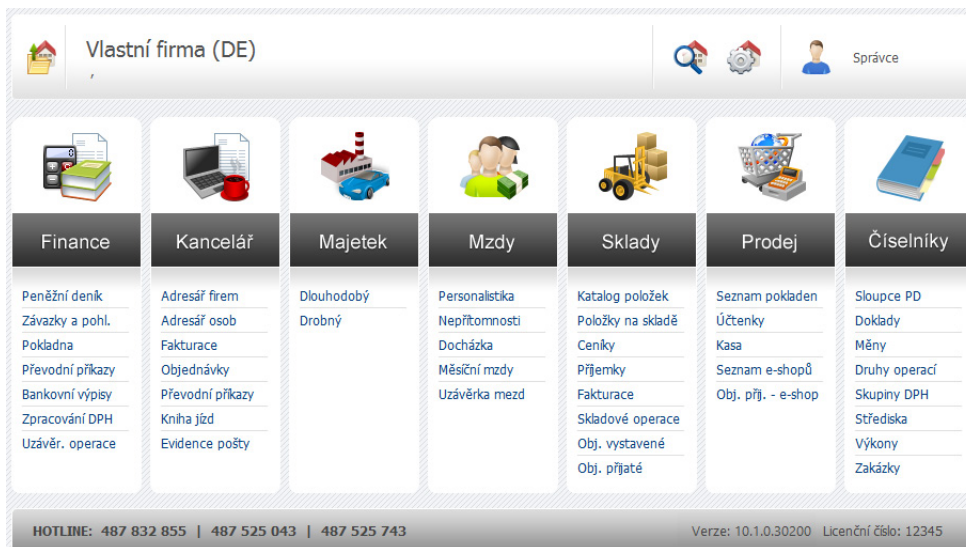 Vlastní firma (DE)
,
Správce
Finance
Peněžní deník
Závazky a pohl.
Pokladna
Převodní příkazy
Bankovní výpisy
Zpracování DPH
Uzávěr. operace
Kancelář
Adresář firem
Adresář osob
Fakturace
Objednávky
Převodní příkazy
Kniha jízd
Evidence pošty
Majetek
Dlouhodobý
Drobný
Mzdy
Personalistika
Nepřítomnosti
Docházka
Měsíční mzdy
Uzávěrka mezd
Sklady
Katalog položek
Položky na skladě
Ceníky
Příjemky
Fakturace
Skladové operace
Obj. vystavené
Obj. přijaté
Prodej
Seznam pokladen
Účtenky
Kasa
Seznam e-shopů
Obj. přij. - e-shop
Číselníky
Sloupce PD
Doklady
Měny
Druhy operací
Skupiny DPH
Střediska
Výkony
Zakázky
HOTLINE: 487 832 855 | 487 525 043 | 487 525 743
Verze: 10.1.0.30200 Licenční číslo: 12345